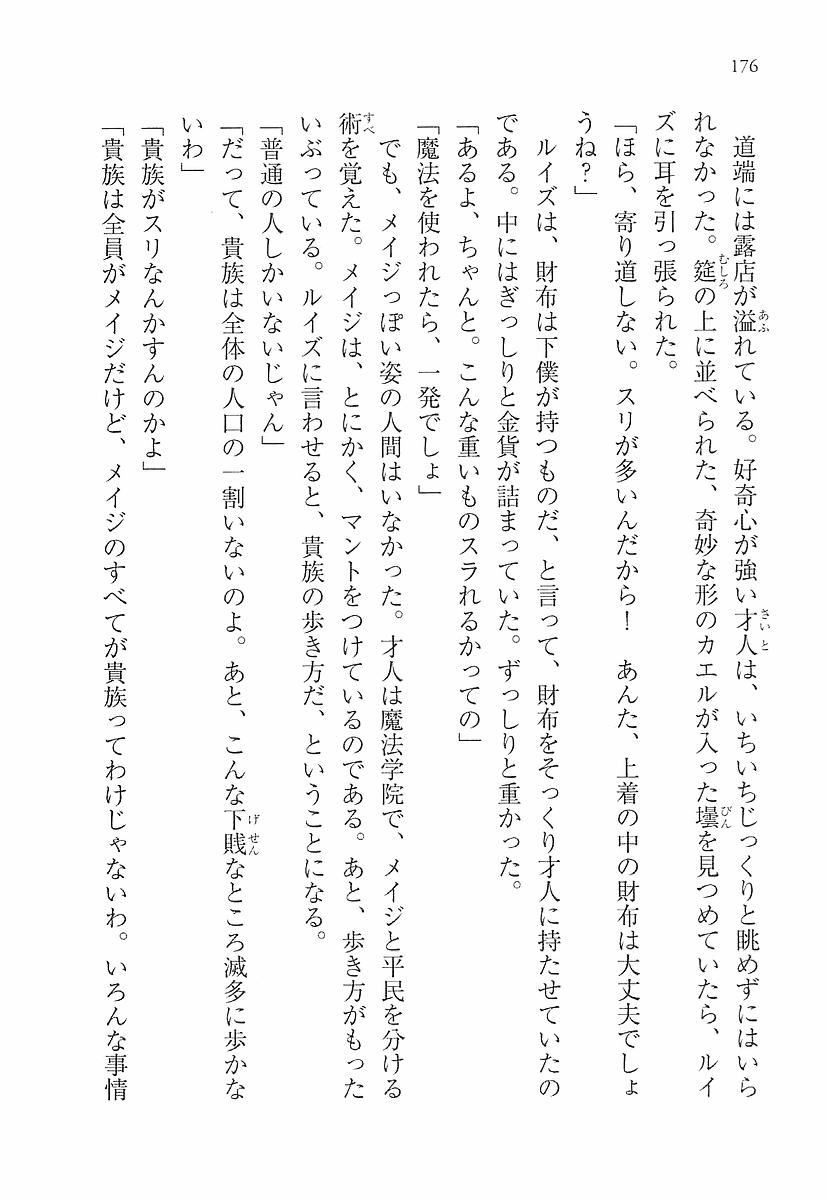 176
道端には露店が溢れている。好奇心が強い才人は、いちいちじっくりと眺めずにはいら
れなかった。筵の上に並べられた、奇妙な形のカエルが入った壜を見つめていたら、ルイ
ズに耳を引っ張られた。
「ほら、寄り道しない。スリが多いんだから！　あんた、上着の中の財布は大丈夫でしょ
うね？」
ルイズは、財布は下僕が持つものだ、と言って、財布をそっくり才人に持たせていたの
である。中にはぎっしりと金貨が詰まっていた。ずっしりと重かった。
「あるよ、ちゃんと。こんな重いものスラれるかっての」
「魔法を使われたら、一発でしょ」
でも、メイジっぽい姿の人間はいなかった。才人は魔法学院で、メイジと平民を分ける
術を覚えた。メイジは、とにかく、マントをつけているのである。あと、歩き方がもった
いぶっている。ルイズに言わせると、貴族の歩き方だ、ということになる。
「普通の人しかいないじゃん」
「だって、貴族は全体の人口の一割いないのよ。あと、こんな下賎なところ滅多に歩かな
いわ」
「貴族がスリなんかすんのかよ」
「貴族は全員がメイジだけど、メイジのすべてが貴族ってわけじゃないわ。いろんな事情